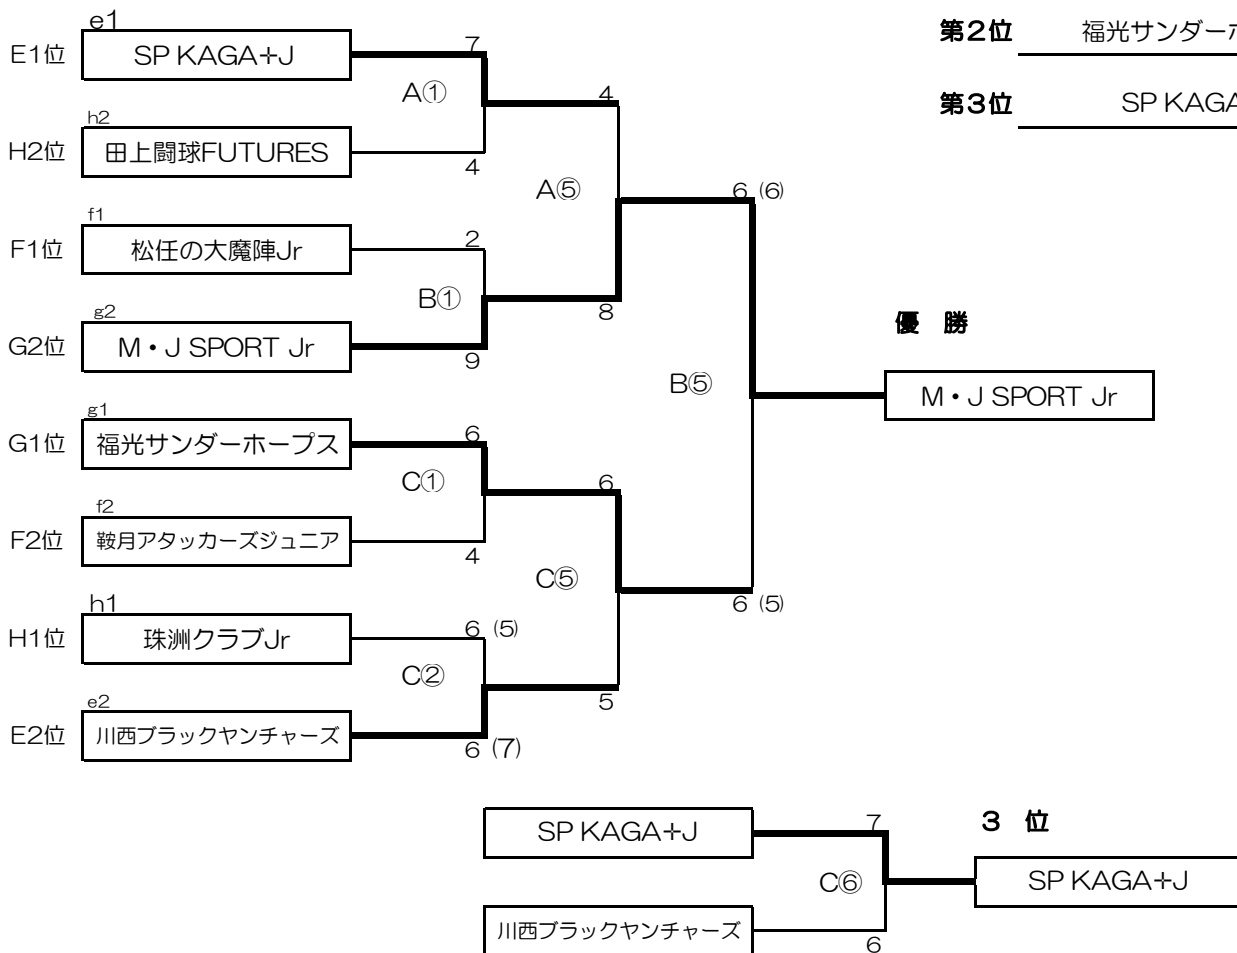 e1
E1位 SP KAGA+J 7
A①
h2
H2位 田上闘球FUTURES 4
4
A⑤
f1
F1位 松任の大魔陣Jr 2
B①
g2
G2位 M・J SPORT Jr 9
8
6 (6)
B⑤
g1
G1位 福光サンダーホープス 6
C①
f2
F2位 鞍月アタッカーズジュニア 4
6
C⑤
h1
H1位 珠洲クラブJr 6 (5)
C②
e2
E2位 川西ブラックヤンチャーズ 6 (7)
5
6 (5)
第2位 福光サンダーホ
第3位 SP KAGA
優 勝
M・J SPORT Jr
SP KAGA+J 7
C⑥
川西ブラックヤンチャーズ 6
3 位
SP KAGA+J